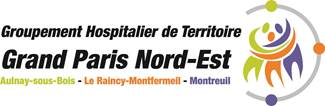 Groupement Hospitalier de Territoire
Grand Paris Nord-Est
Aulnay-sous-Bois - Le Raincy-Montfermeil - Montreuil